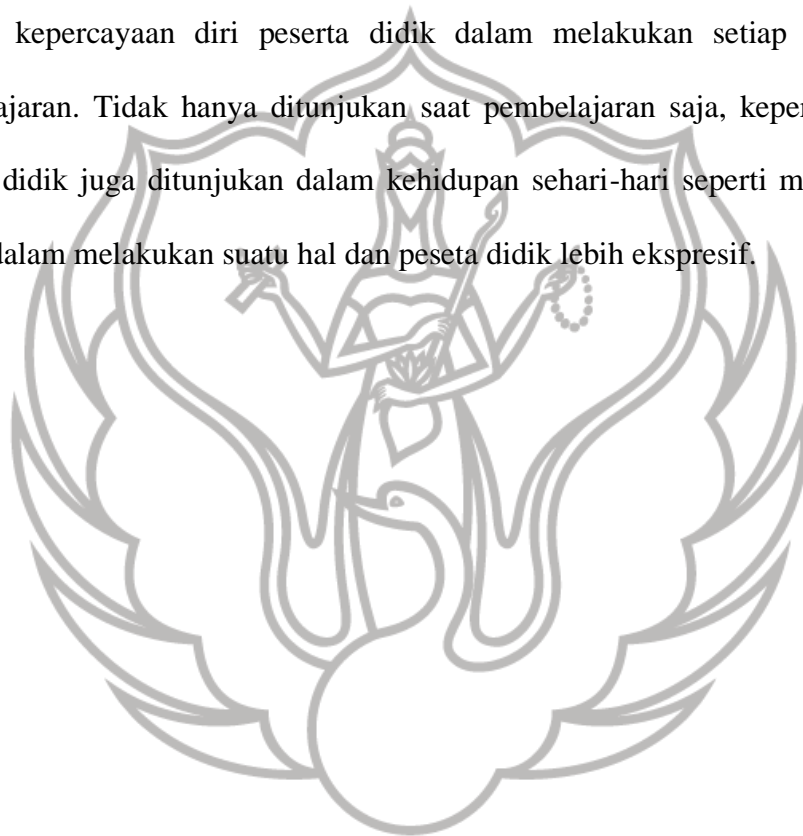 kepercayaan diri peserta didik dalam melakukan setiap
ajaran. Tidak hanya ditunjukan saat pembelajaran saja, keper
didik juga ditunjukan dalam kehidupan sehari-hari seperti m
dalam melakukan suatu hal dan peseta didik lebih ekspresif.